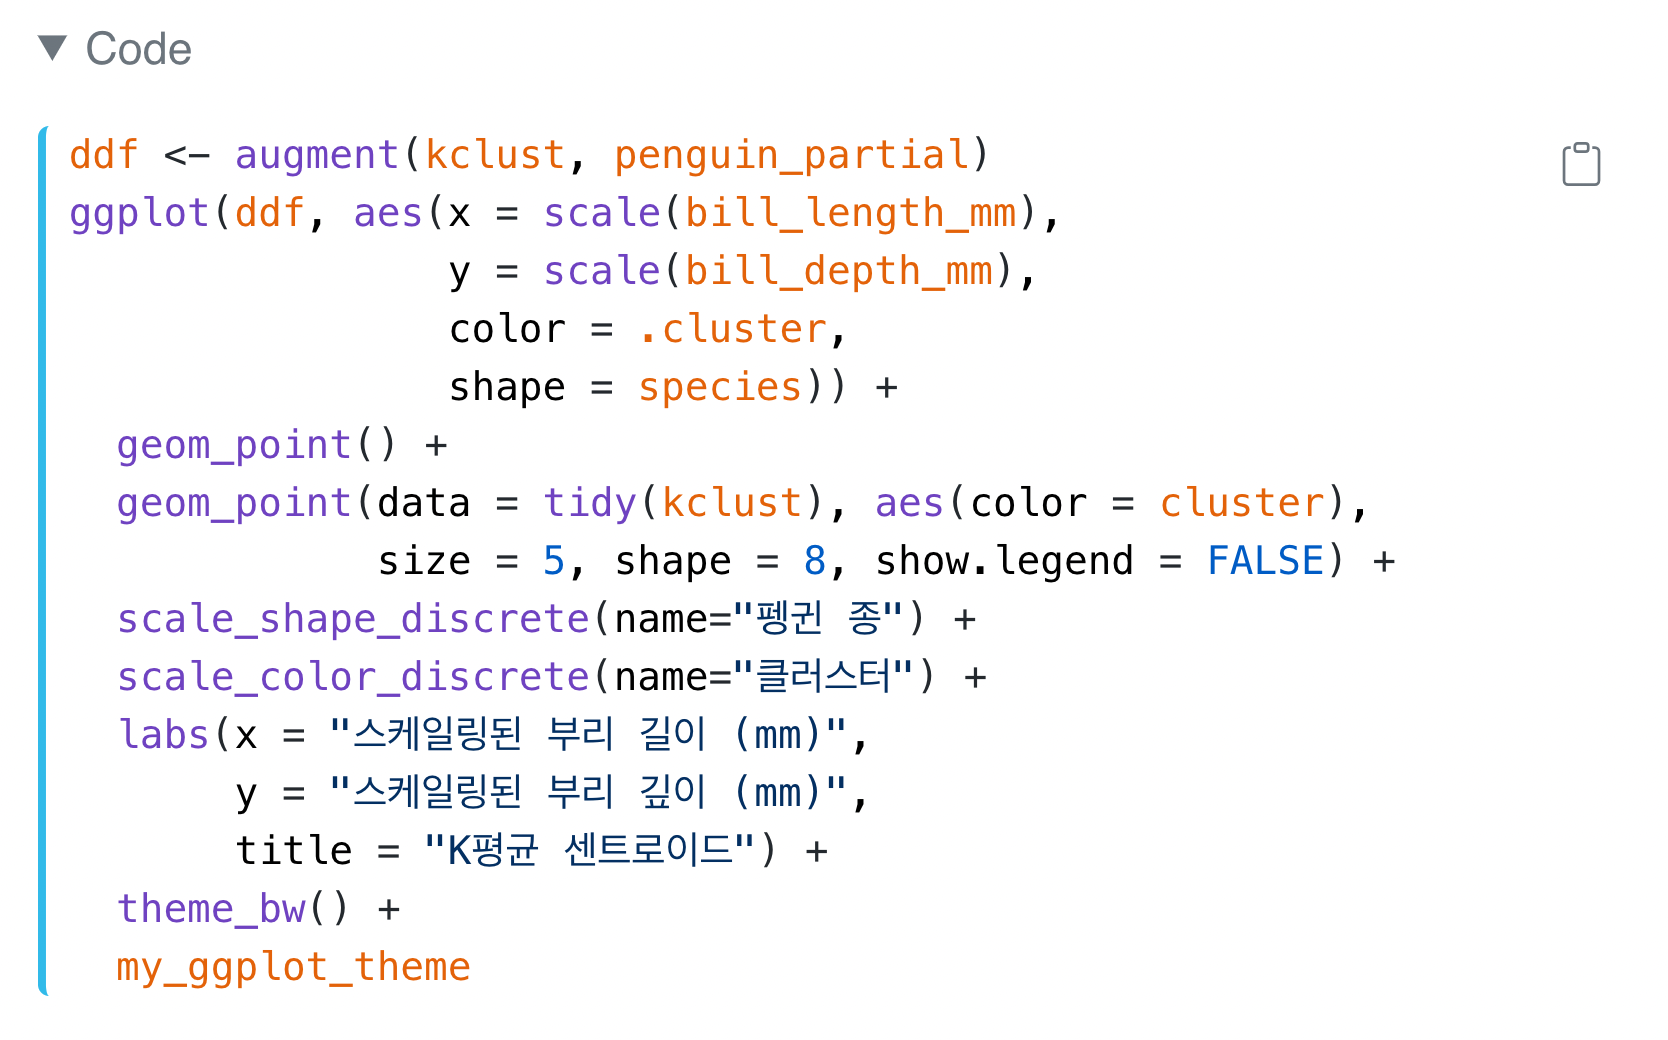 Code
ddf <- augment(kclust, penguin_partial)
ggplot(ddf, aes(x = scale(bill_length_mm),
                y = scale(bill_depth_mm),
                color = .cluster,
                shape = species)) +
  geom_point() +
  geom_point(data = tidy(kclust), aes(color = cluster),
             size = 5, shape = 8, show.legend = FALSE) +
  scale_shape_discrete(name="펭귄 종") +
  scale_color_discrete(name="클러스터") +
  labs(x = "스케일링된 부리 길이 (mm)",
       y = "스케일링된 부리 깊이 (mm)",
       title = "K평균 센트로이드") +
  theme_bw() +
  my_ggplot_theme